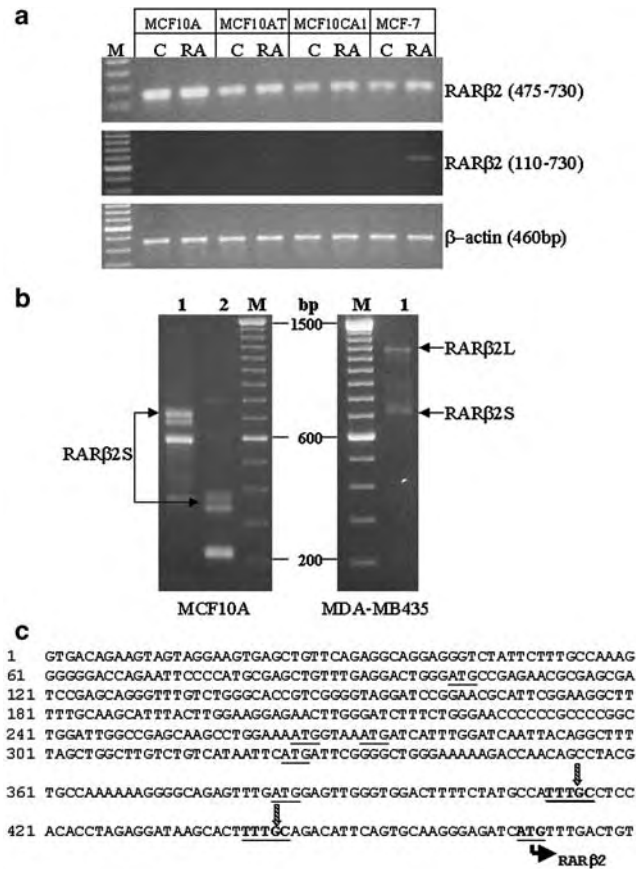 a
MCF10A MCF10AT MCF10CA1 MCF-7
M C RA C RA C RA C RA
RARβ2 (475-730)
RARβ2 (110-730)
β-actin (460bp)
b
1 2 M bp M 1
1500
RARβ2L
RARβ2S
RARβ2S
600
200
MCF10A MDA-MB435
c
1 GTGACAGAAGTAGTAGGAAGTGAGCTGTTCAGAGGCAGGAGGGTCTATTCTTTGCCAAAG
61 GGGGGACCAGAATTCCCCATGCGAGCTGTTTGAGGACTGGGATGCCGAGAACGCGAGCGA
121 TCCGAGCAGGGTTTGTCTGGGCACCGTCGGGGTAGGATCCGGAACGCATTCGGAAGGCTT
181 TTTGCAAGCATTTACTTGGAAGGAGAACTTGGGATCTTTCTGGGAACCCCCCGCCCCGGC
241 TGGATTGGCCGAGCAAGCCTGGAAAATGGTAAATGATCATTTGGATCAATTACAGGCTTT
301 TAGCTGGCTTGTCTGTCATAATTCATGATTCGGGGCTGGGAAAAAGACCAACAGCCTACG
361 TGCCAAAAAAGGGGCAGAGTTTGATGGAGTTGGGTGGACTTTTCTATGCCATTTGCCTCC
421 ACACCTAGAGGATAAGCACTTTTGCAGACATTCAGTGCAAGGGAGATCATGTTTGACTGT
RARβ2